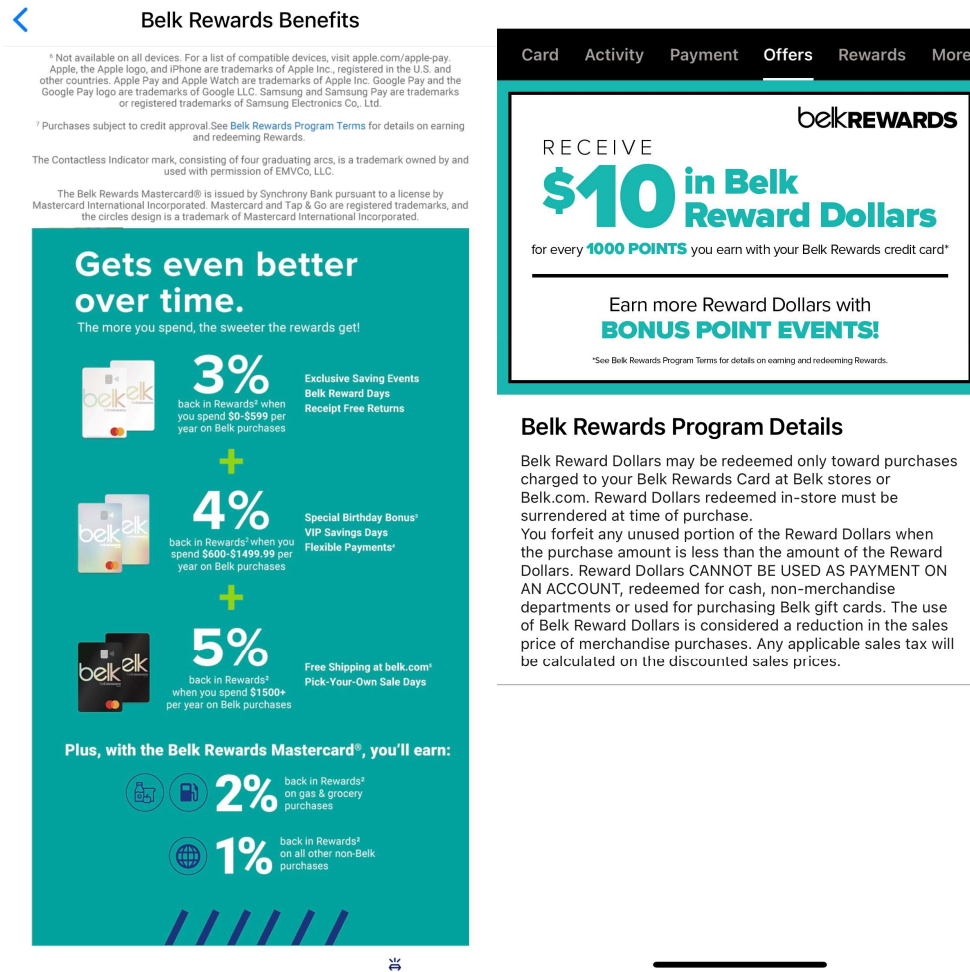 Belk Rewards Benefits
⁶ Not available on all devices. For a list of compatible devices, visit apple.com/apple-pay.
Apple, the Apple logo, and iPhone are trademarks of Apple Inc., registered in the U.S. and
other countries. Apple Pay and Apple Watch are trademarks of Apple Inc. Google Pay and the
Google Pay logo are trademarks of Google LLC. Samsung and Samsung Pay are trademarks
or registered trademarks of Samsung Electronics Co,. Ltd.
⁷ Purchases subject to credit approval.See Belk Rewards Program Terms for details on earning
and redeeming Rewards.
The Contactless Indicator mark, consisting of four graduating arcs, is a trademark owned by and
used with permission of EMVCo, LLC.
The Belk Rewards Mastercard® is issued by Synchrony Bank pursuant to a license by
Mastercard International Incorporated. Mastercard and Tap & Go are registered trademarks, and
the circles design is a trademark of Mastercard International Incorporated.
Gets even better
over time.
The more you spend, the sweeter the rewards get!
belk
elk
3%
back in Rewards² when
you spend $0-$599 per
year on Belk purchases
Exclusive Saving Events
Belk Reward Days
Receipt Free Returns
+
belk
elk
4%
back in Rewards² when you
spend $600-$1499.99 per
year on Belk purchases
Special Birthday Bonus³
VIP Savings Days
Flexible Payments⁴
+
belk
elk
5%
back in Rewards²
when you spend $1500+
per year on Belk purchases
Free Shipping at belk.com⁵
Pick-Your-Own Sale Days
Plus, with the Belk Rewards Mastercard®, you'll earn:
2%
back in Rewards²
on gas & grocery
purchases
1%
back in Rewards²
on all other non-Belk
purchases
Card Activity Payment Offers Rewards More
belkREWARDS
RECEIVE
$10 in Belk
Reward Dollars
for every 1000 POINTS you earn with your Belk Rewards credit card*
Earn more Reward Dollars with
BONUS POINT EVENTS!
*See Belk Rewards Program Terms for details on earning and redeeming Rewards.
Belk Rewards Program Details
Belk Reward Dollars may be redeemed only toward purchases
charged to your Belk Rewards Card at Belk stores or
Belk.com. Reward Dollars redeemed in-store must be
surrendered at time of purchase.
You forfeit any unused portion of the Reward Dollars when
the purchase amount is less than the amount of the Reward
Dollars. Reward Dollars CANNOT BE USED AS PAYMENT ON
AN ACCOUNT, redeemed for cash, non-merchandise
departments or used for purchasing Belk gift cards. The use
of Belk Reward Dollars is considered a reduction in the sales
price of merchandise purchases. Any applicable sales tax will
be calculated on the discounted sales prices.